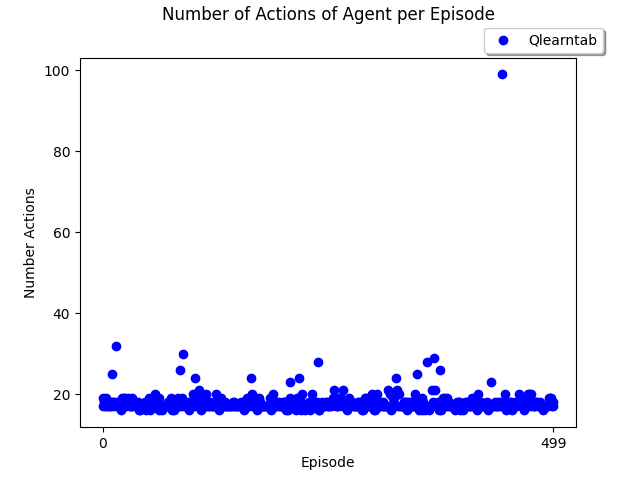 Number of Actions of Agent per Episode
Qlearntab
100
80
60
40
20
Number Actions
0
499
Episode